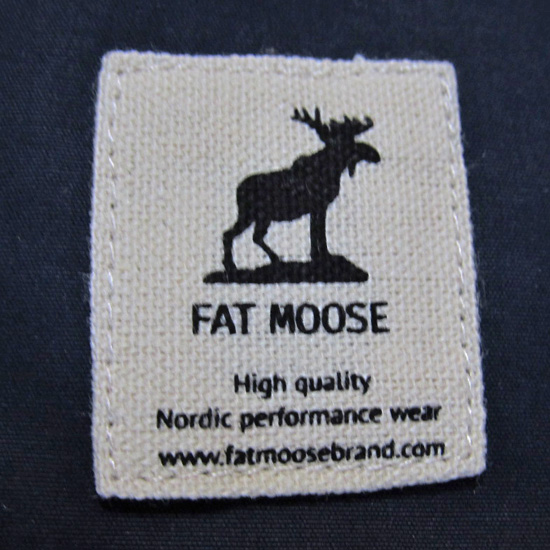 FAT MOOSE
High quality
Nordic performance wear
www.fatmoosebrand.com